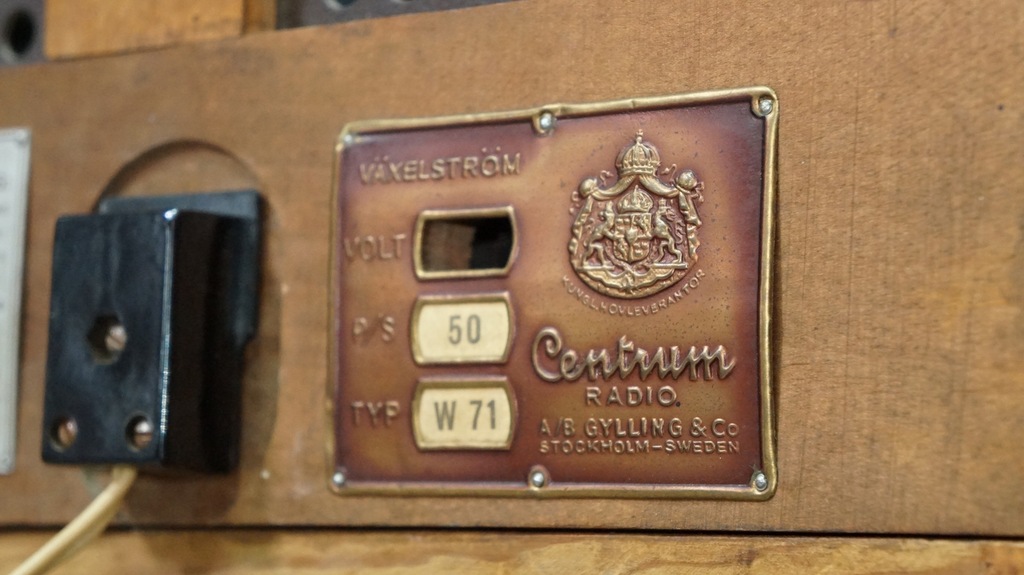 VÄXELSTRÖM
VOLT
P/S 50
TYP W 71
KUNGL.HOVLEVERANTÖR
Centrum
RADIO.
A/B GYLLING & Co
STOCKHOLM-SWEDEN